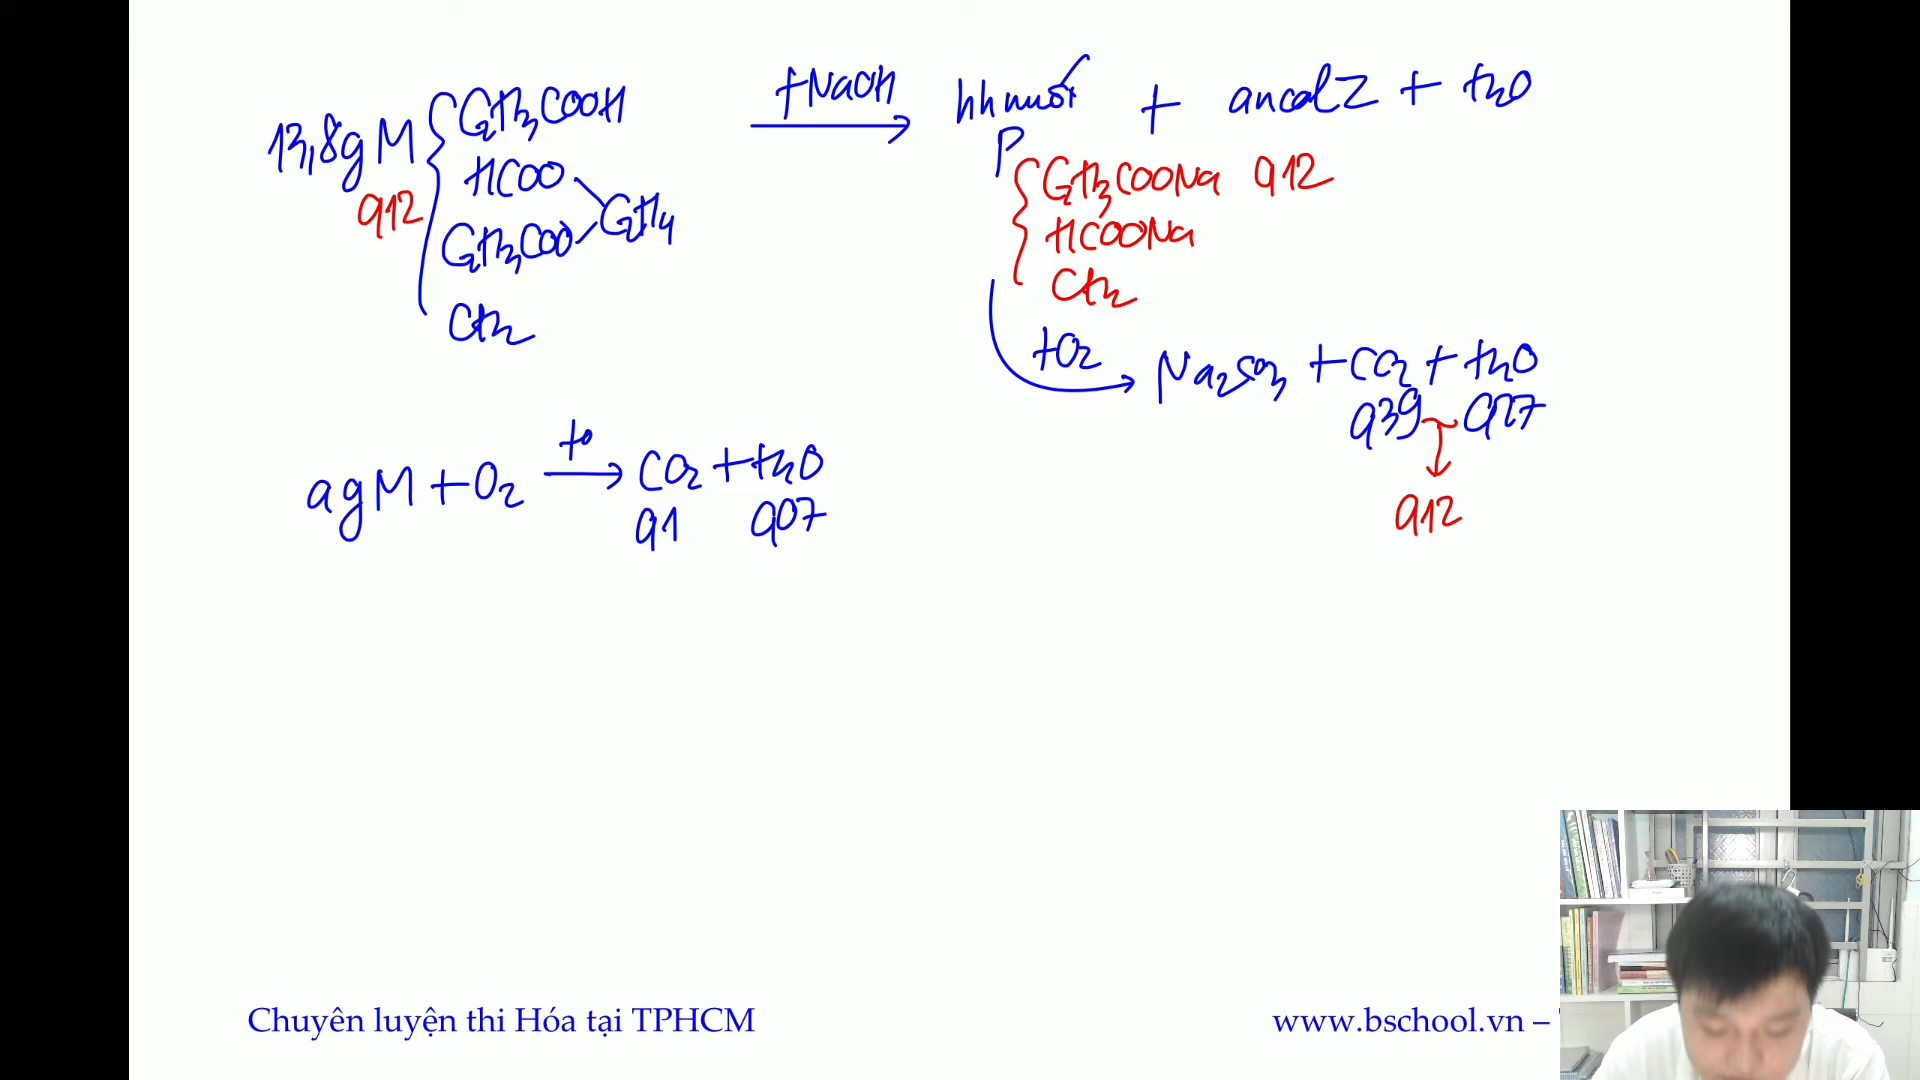 13,8g M { C2H3COOH + NaOH → hh muối P + ancol Z + H2O
0,12
HCOO
C2H3COO
C2H4
CH2
{ C2H3COONa 0,12
HCOONa
CH2
+O2 → Na2CO3 + CO2 + H2O
0,39 0,27
0,12
a g M + O2 t° → CO2 + H2O
0,1 0,07
Chuyên luyện thi Hóa tại TPHCM
www.bschool.vn –